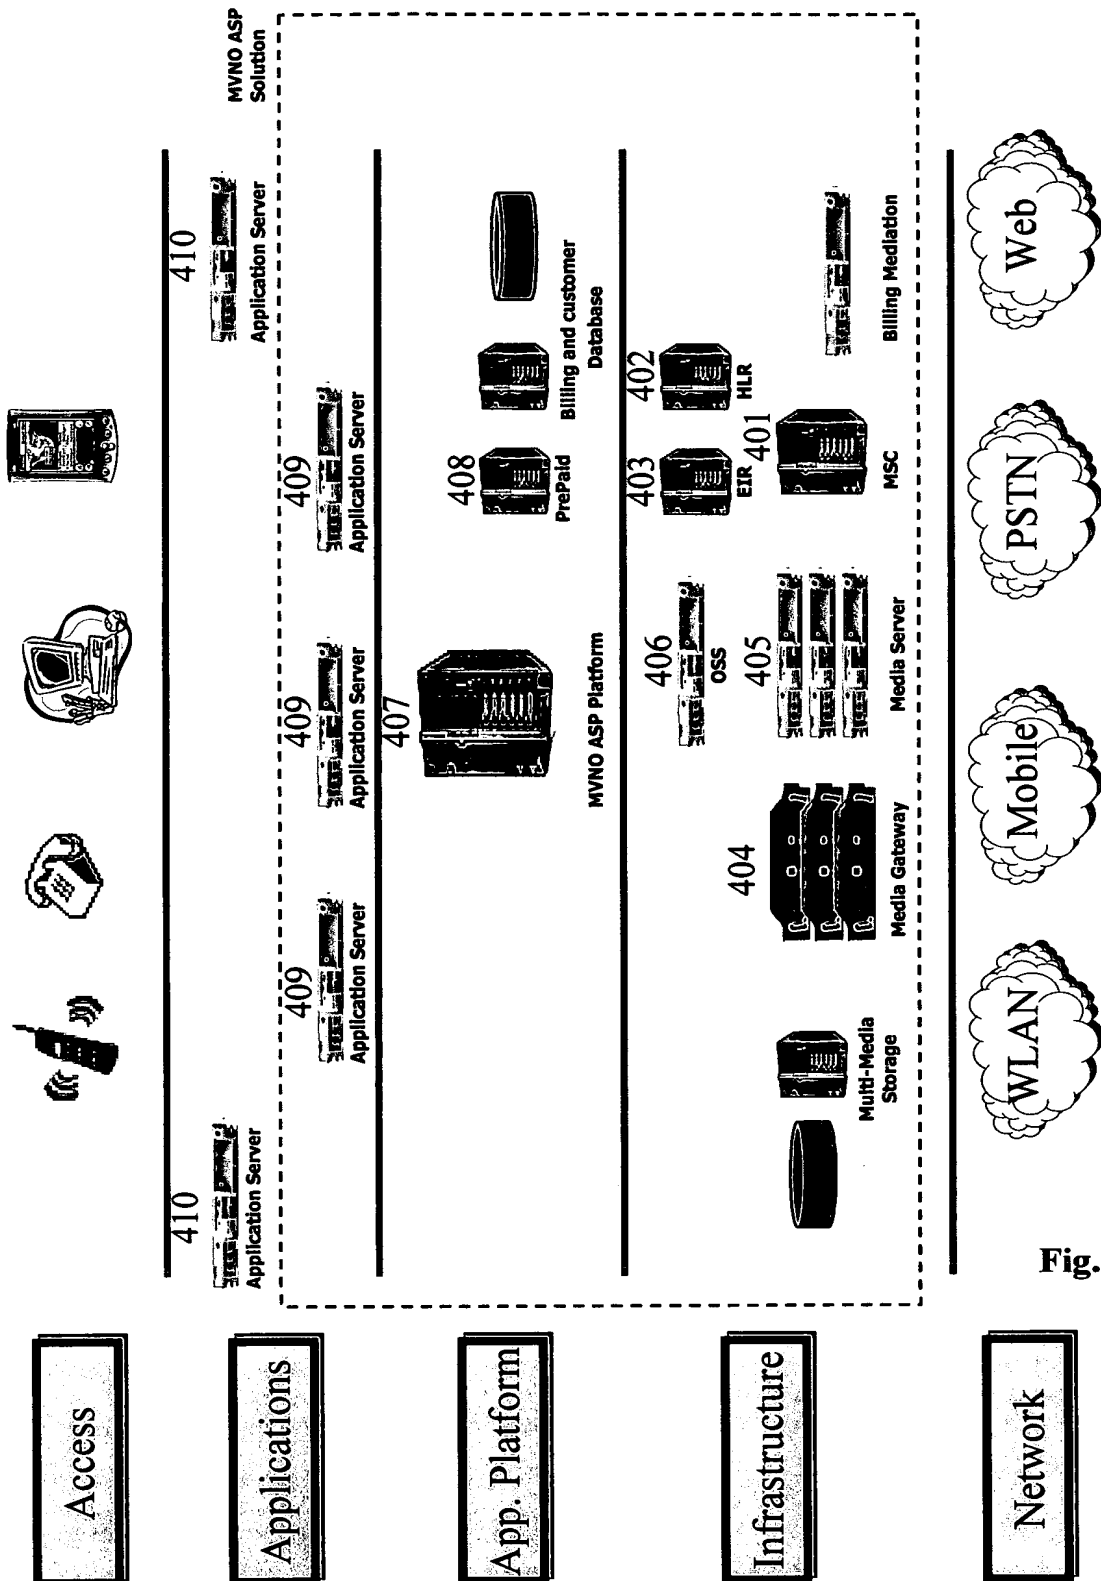 Access
Applications
410
Application Server
409
Application Server
409
Application Server
409
Application Server
410
Application Server
MVNO ASP
Solution
App. Platform
407
MVNO ASP Platform
408
PrePaid
Billing and customer
Database
Infrastructure
Multi-Media
Storage
404
Media Gateway
406
OSS
405
Media Server
403
EIR
402
HLR
401
MSC
Billing Mediation
Network
WLAN
Mobile
PSTN
Web
Fig.